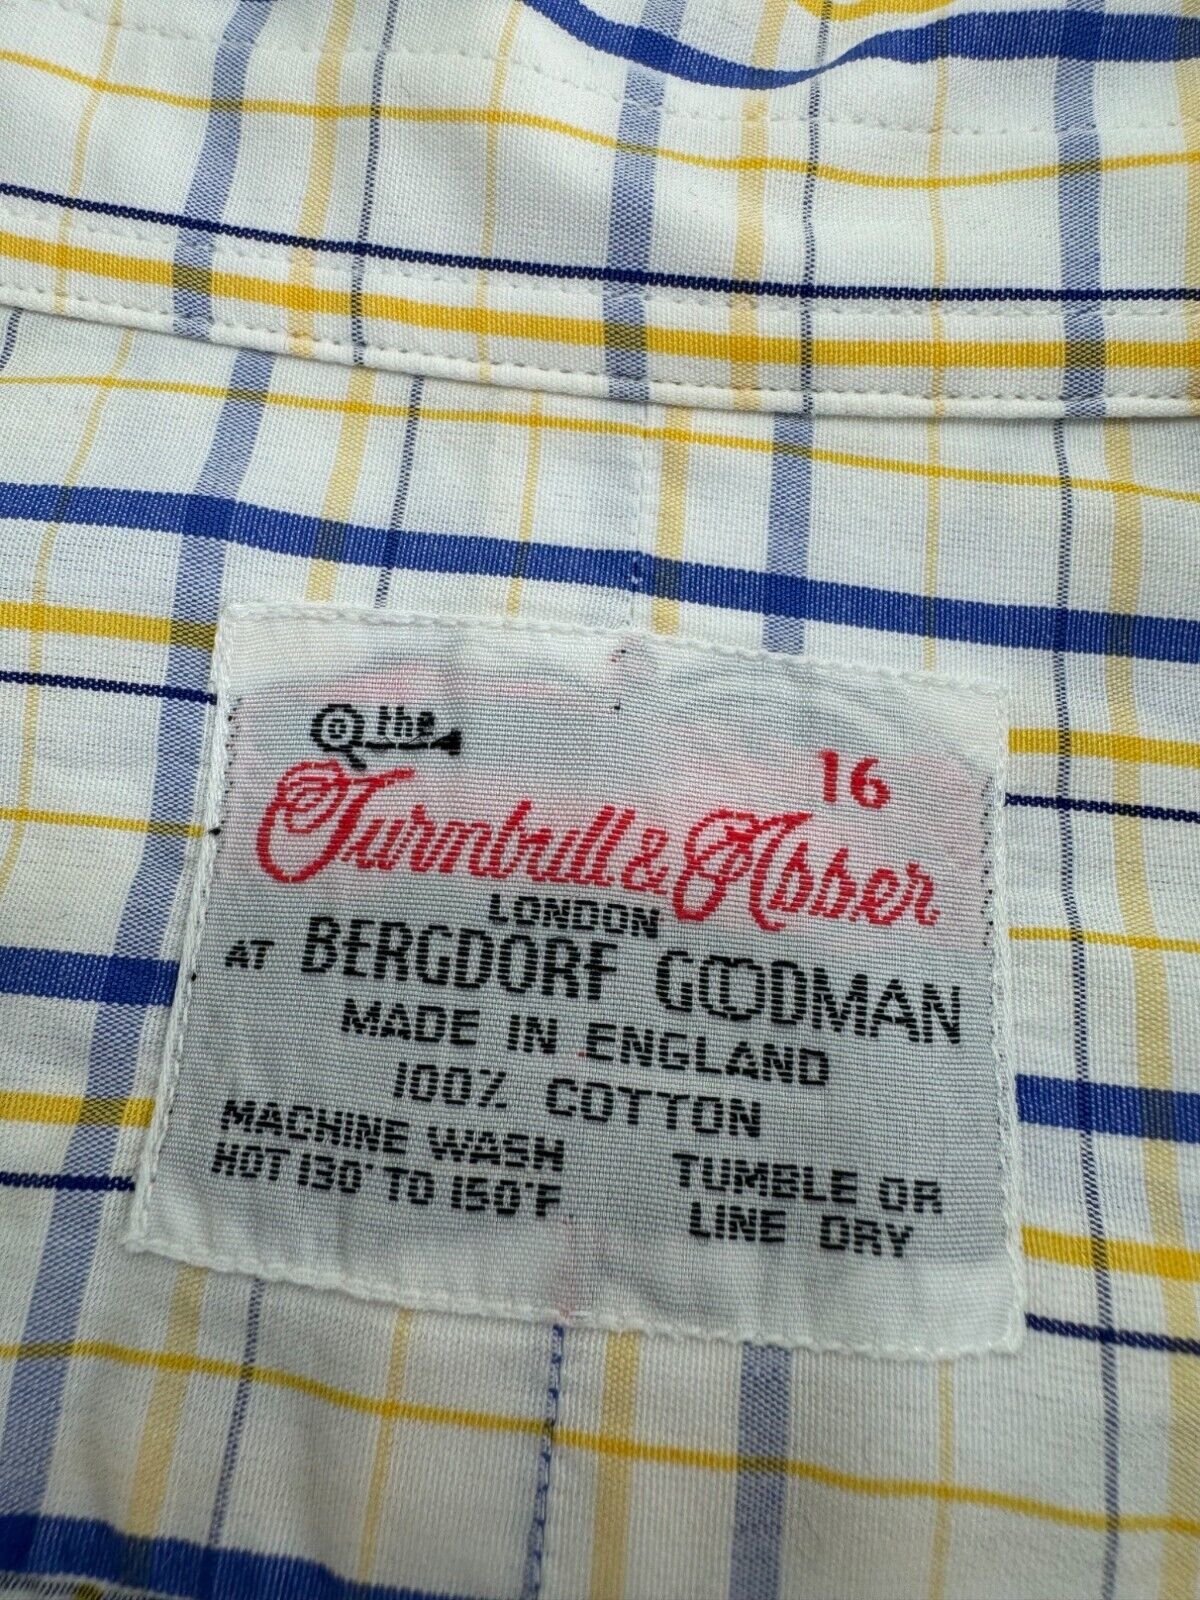 the
16
Turnbull & Asser
LONDON
AT BERGDORF GOODMAN
MADE IN ENGLAND
100% COTTON
MACHINE WASH
HOT 130° TO 150°F.
TUMBLE OR
LINE DRY